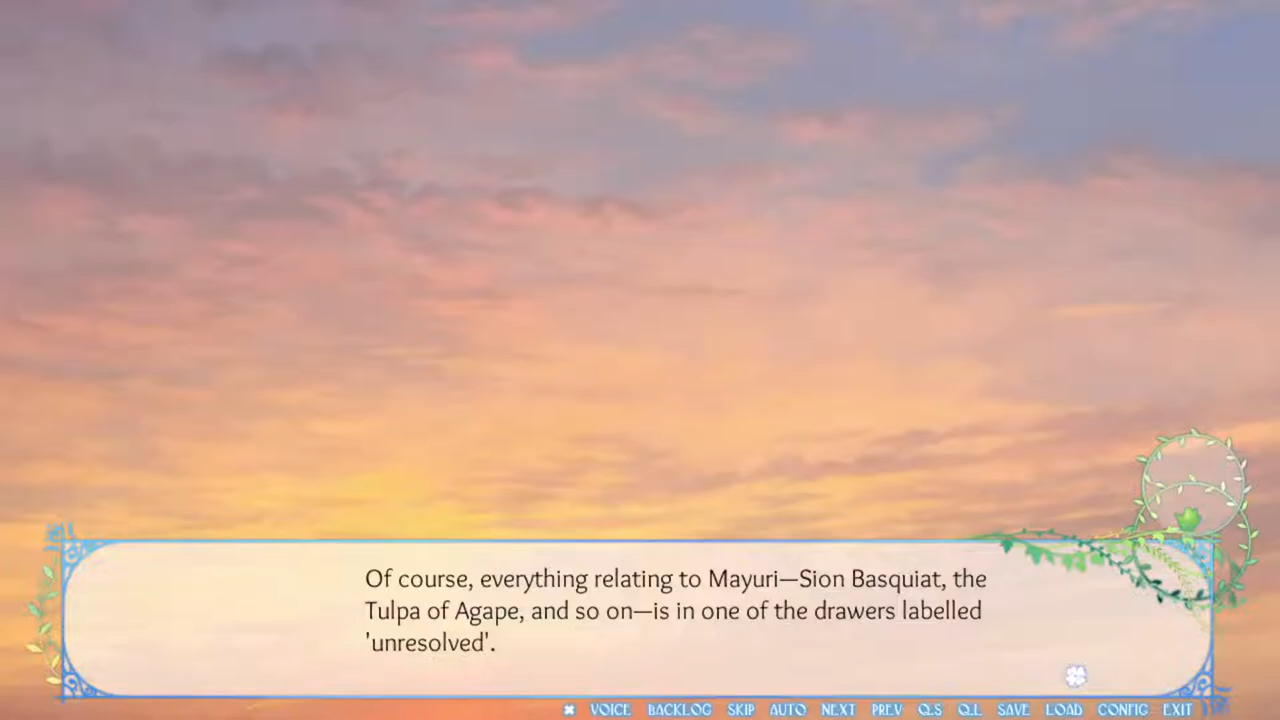 Of course, everything relating to Mayuri—Sion Basquiat, the
Tulpa of Agape, and so on—is in one of the drawers labelled
'unresolved'.
VOICE BACKLOG SKIP AUTO NEXT PREV Q.S Q.L SAVE LOAD CONFIG EXIT